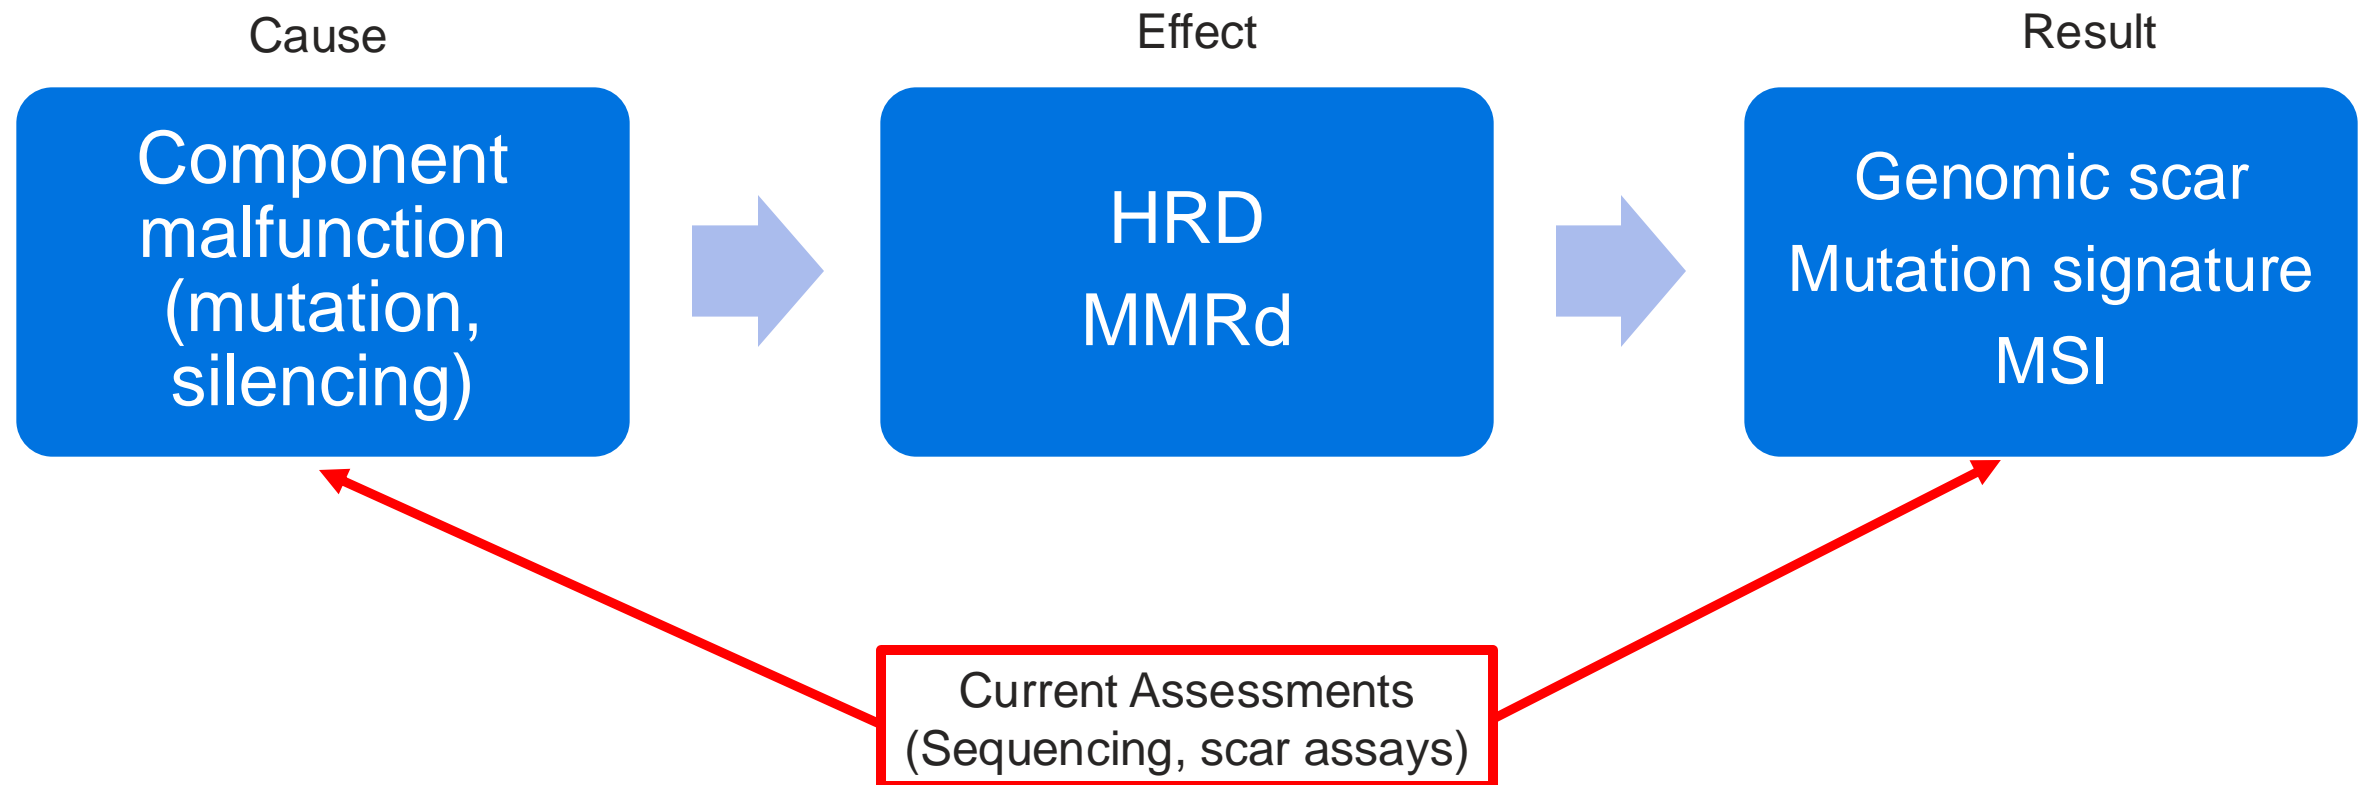 Cause
Effect
Result
Component
malfunction
(mutation,
silencing)
HRD
MMRd
Genomic scar
Mutation signature
MSI
Current Assessments
(Sequencing, scar assays)